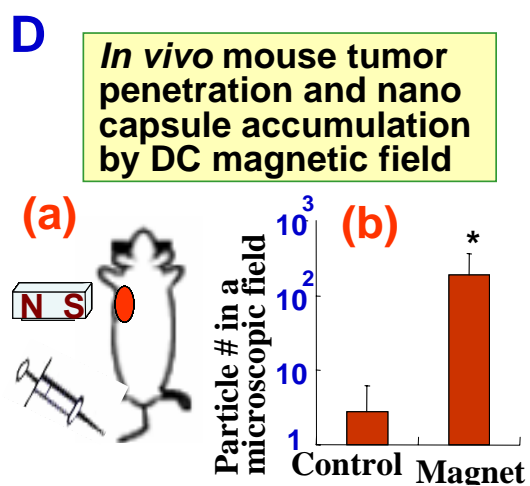 D
In vivo mouse tumor
penetration and nano
capsule accumulation
by DC magnetic field
(a)
N S
(b)
Particle # in a
microscopic field
10³
10²
10
1
*
Control
Magnet